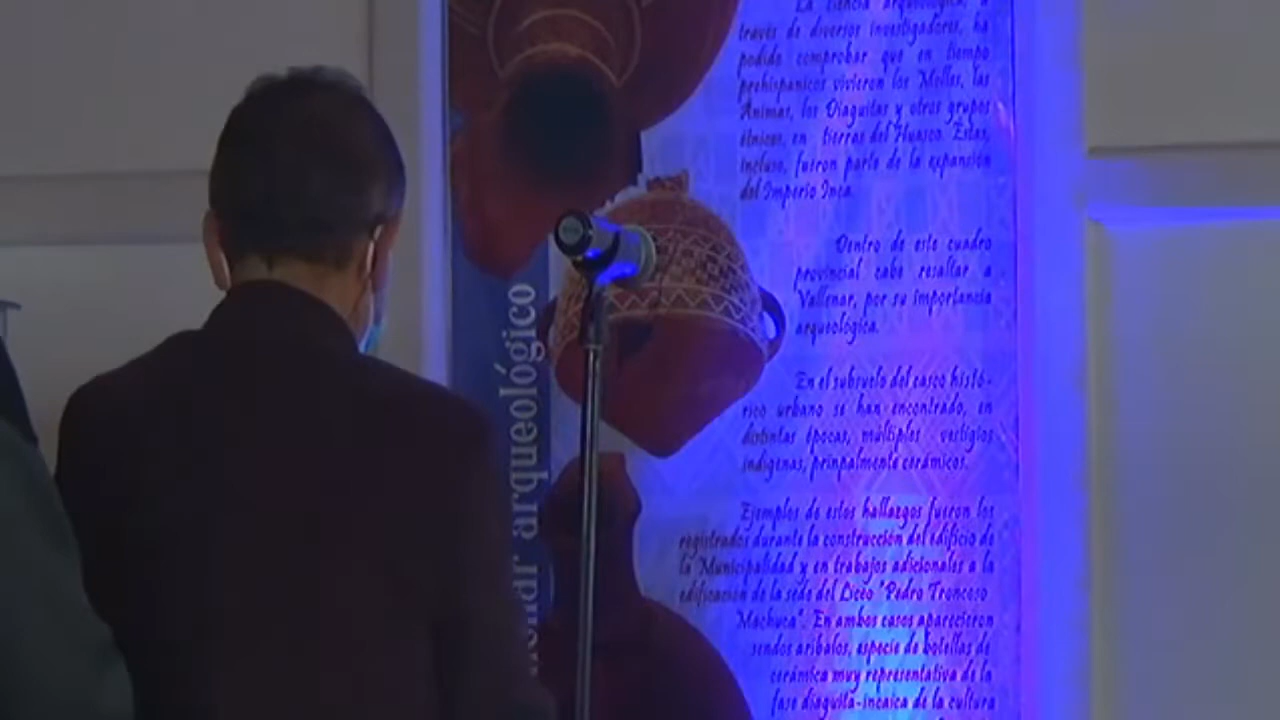 La ciencia arqueológica, a
través de diversos investigadores, ha
podido comprobar que en tiempo
prehispanicos vivieron los Molles, las
Ánimas, los Diaguitas y otros grupos
étnicos, en tierras del Huasco. Éstas,
incluso, fueron parte de la expansión
del Imperio Inca.
Dentro de este cuadro
provincial cabe resaltar a
Vallenar, por su importancia
arqueológica.
En el subsuelo del casco histó-
rico urbano se han encontrado, en
distintas épocas, múltiples vestigios
indígenas, prinpalmente cerámicos.
Ejemplos de estos hallazgos fueron los
registrados durante la construcción del edificio de
la Municipalidad y en trabajos adicionales a la
edificación de la sede del Liceo "Pedro Troncoso
Machuca". En ambos casos aparecieron
sendos aríbalos, especie de botellas de
cerámica muy representativa de la
fase diaguita-incaica de la cultura
arqueológico